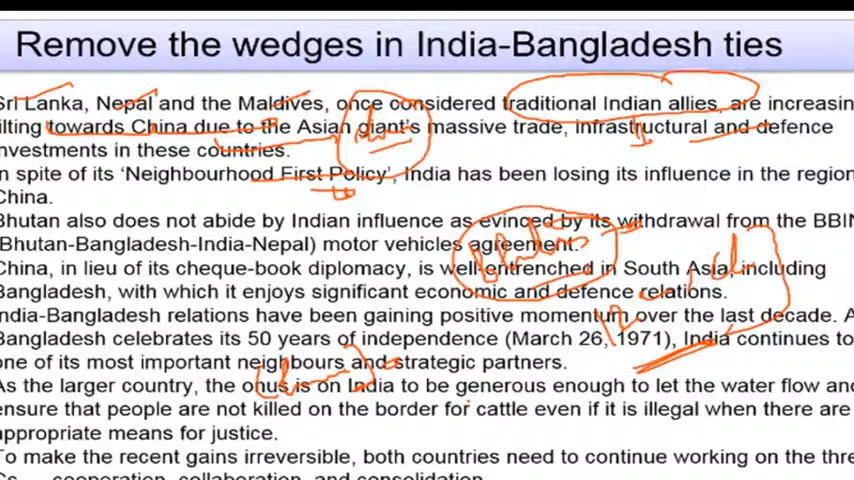 Remove the wedges in India-Bangladesh ties
Sri Lanka, Nepal and the Maldives, once considered traditional Indian allies, are increasin
ilting towards China due to the Asian giant's massive trade, infrastructural and defence
nvestments in these countries.
n spite of its 'Neighbourhood First Policy', India has been losing its influence in the region
China.
Bhutan also does not abide by Indian influence as evinced by its withdrawal from the BBIN
(Bhutan-Bangladesh-India-Nepal) motor vehicles agreement.
China, in lieu of its cheque-book diplomacy, is well-entrenched in South Asia, including
Bangladesh, with which it enjoys significant economic and defence relations.
India-Bangladesh relations have been gaining positive momentum over the last decade. A
Bangladesh celebrates its 50 years of independence (March 26, 1971), India continues to
one of its most important neighbours and strategic partners.
As the larger country, the onus is on India to be generous enough to let the water flow and
ensure that people are not killed on the border for cattle even if it is illegal when there are
appropriate means for justice.
To make the recent gains irreversible, both countries need to continue working on the thre
Cs – cooperation, collaboration, and consolidation